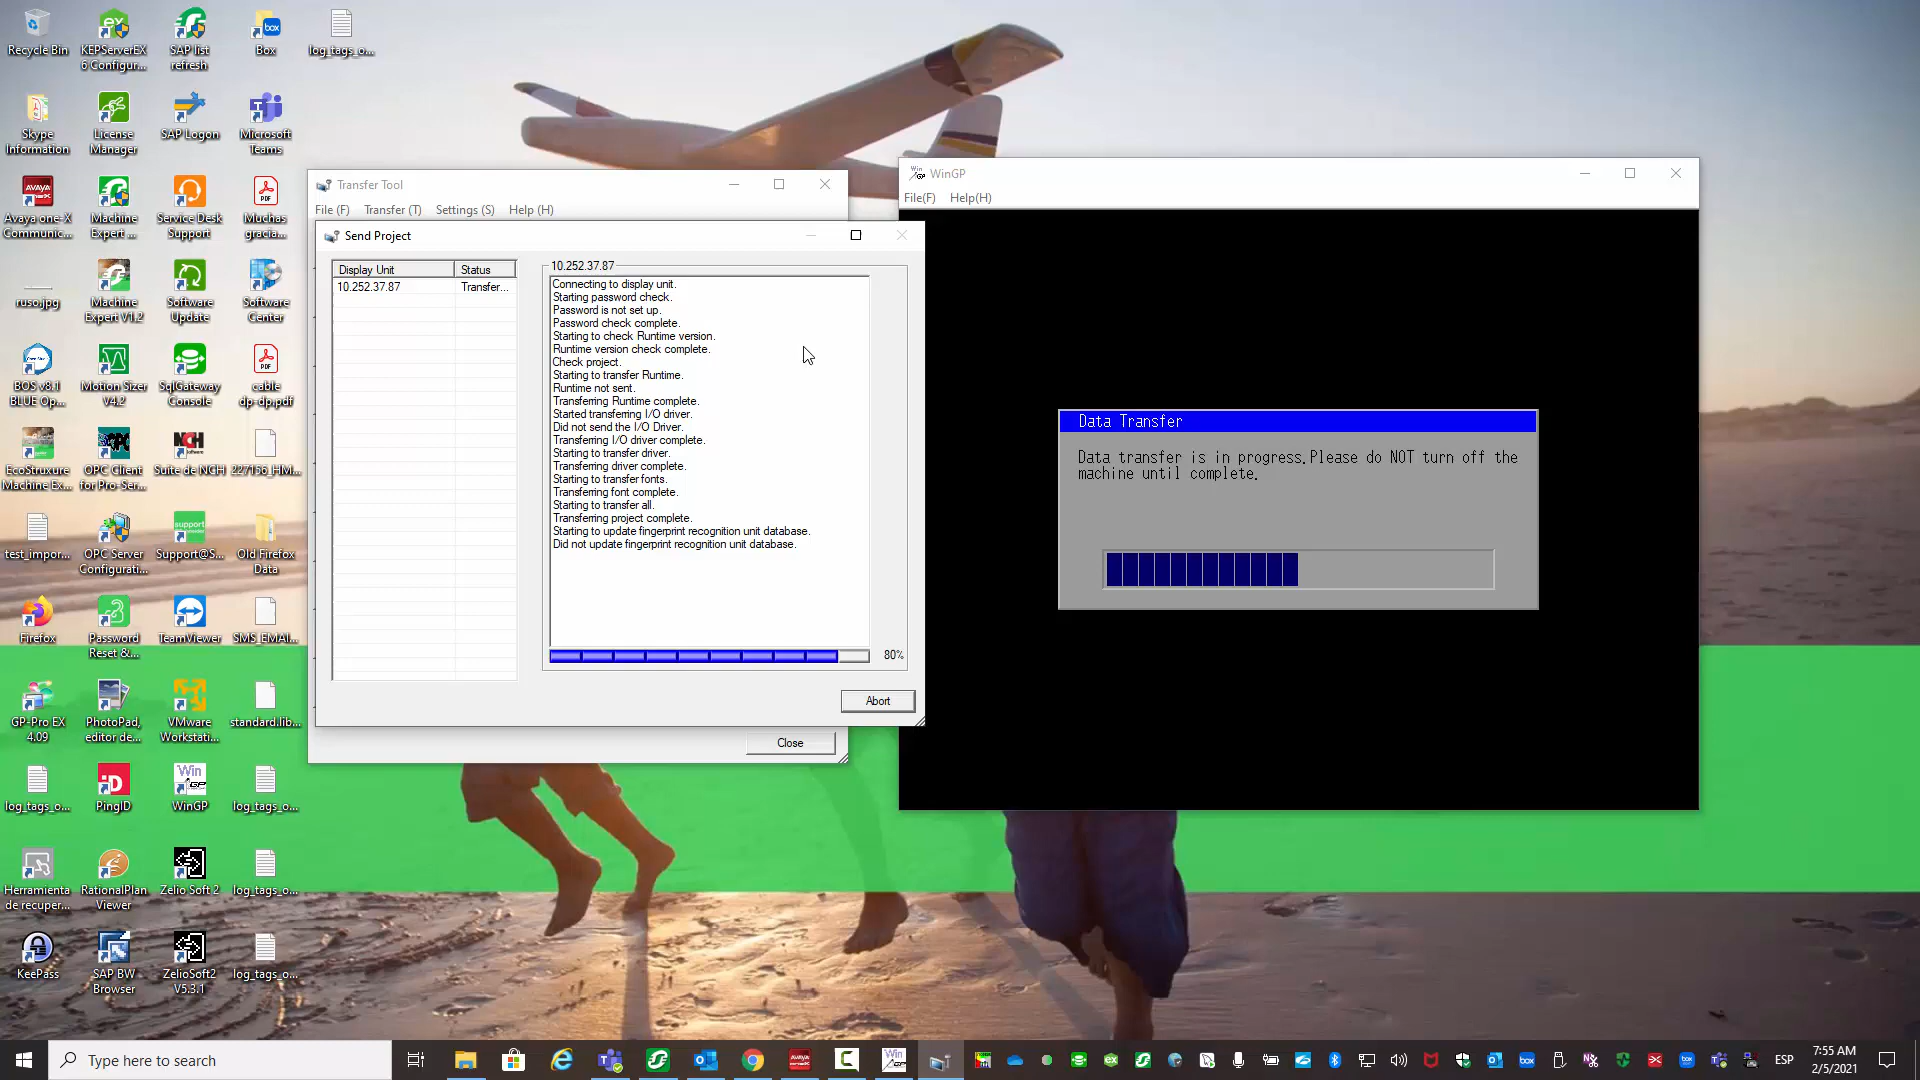 Recycle Bin
KEPServerEX
6 Configur...
SAP list
refresh
Box
log_tags_o...
Skype
Information
License
Manager
SAP Logon
Microsoft
Teams
Avaya one-X
Communic...
Machine
Expert ...
Service Desk
Support
Muchas
gracia...
ruso.jpg
Machine
Expert V1.2
Software
Update
Software
Center
BOS v8.1
BLUE Op...
Motion Sizer
V4.2
SqlGateway
Console
cable
dp-dp.pdf
EcoStruxure
Machine Ex...
OPC Client
for Pro-Ser...
Suite de NCH
227156_HM...
test_impor...
OPC Server
Configurati...
Support@S...
Old Firefox
Data
Firefox
Password
Reset &...
TeamViewer
SMS_EMAI...
GP-Pro EX
4.09
PhotoPad,
editor de...
VMware
Workstati...
standard.lib...
log_tags_o...
PingID
WinGP
log_tags_o...
Herramienta
de recuper...
RationalPlan
Viewer
Zelio Soft 2
log_tags_o...
KeePass
SAP BW
Browser
ZelioSoft2
V5.3.1
log_tags_o...
Transfer Tool
File (F) Transfer (T) Settings (S) Help (H)
Send Project
Display Unit Status
10.252.37.87 Transfer...
10.252.37.87
Connecting to display unit.
Starting password check.
Password is not set up.
Password check complete.
Starting to check Runtime version.
Runtime version check complete.
Check project.
Starting to transfer Runtime.
Runtime not sent.
Transferring Runtime complete.
Started transferring I/O driver.
Did not send the I/O Driver.
Transferring I/O driver complete.
Starting to transfer driver.
Transferring driver complete.
Starting to transfer fonts.
Transferring font complete.
Starting to transfer all.
Transferring project complete.
Starting to update fingerprint recognition unit database.
Did not update fingerprint recognition unit database.
80%
Abort
Close
WinGP
File(F) Help(H)
Data Transfer
Data transfer is in progress.Please do NOT turn off the
machine until complete.
Type here to search
ESP
7:55 AM
2/5/2021